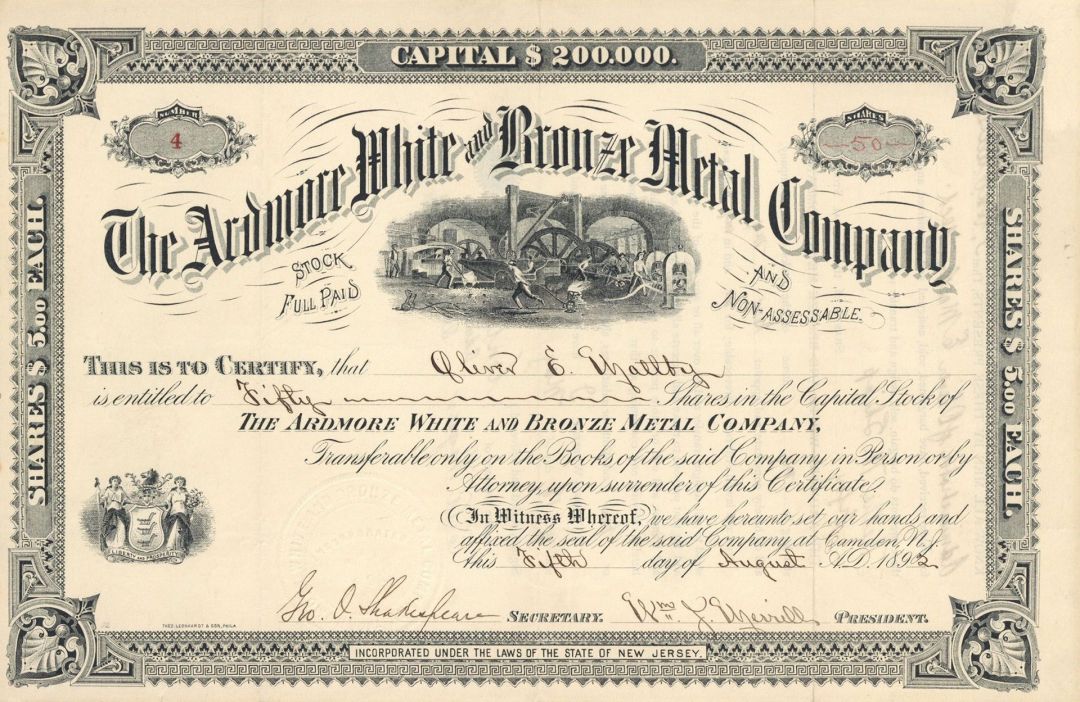 CAPITAL $ 200.000.
NUMBER
4
SHARES
50
The Ardmore White and Bronze Metal Company
STOCK
FULL PAID
AND
NON-ASSESSABLE.
SHARES $ 5.00 EACH.
SHARES $ 5.00 EACH.
THIS IS TO CERTIFY, that Oliver E. Maltby
is entitled to Fifty Shares in the Capital Stock of
THE ARDMORE WHITE AND BRONZE METAL COMPANY,
Transferable only on the Books of the said Company in Person or by
Attorney, upon surrender of this Certificate.
In Witness Whereof, we have hereunto set our hands and
affixed the seal of the said Company at Camden, N.J.
this Fifth day of August A.D. 1892
LIBERTY AND PROSPERITY
Geo. O. Shakespeare SECRETARY. Wm. J. PRESIDENT.
THEO. LEONHARDT & SON, PHILA.
INCORPORATED UNDER THE LAWS OF THE STATE OF NEW JERSEY.